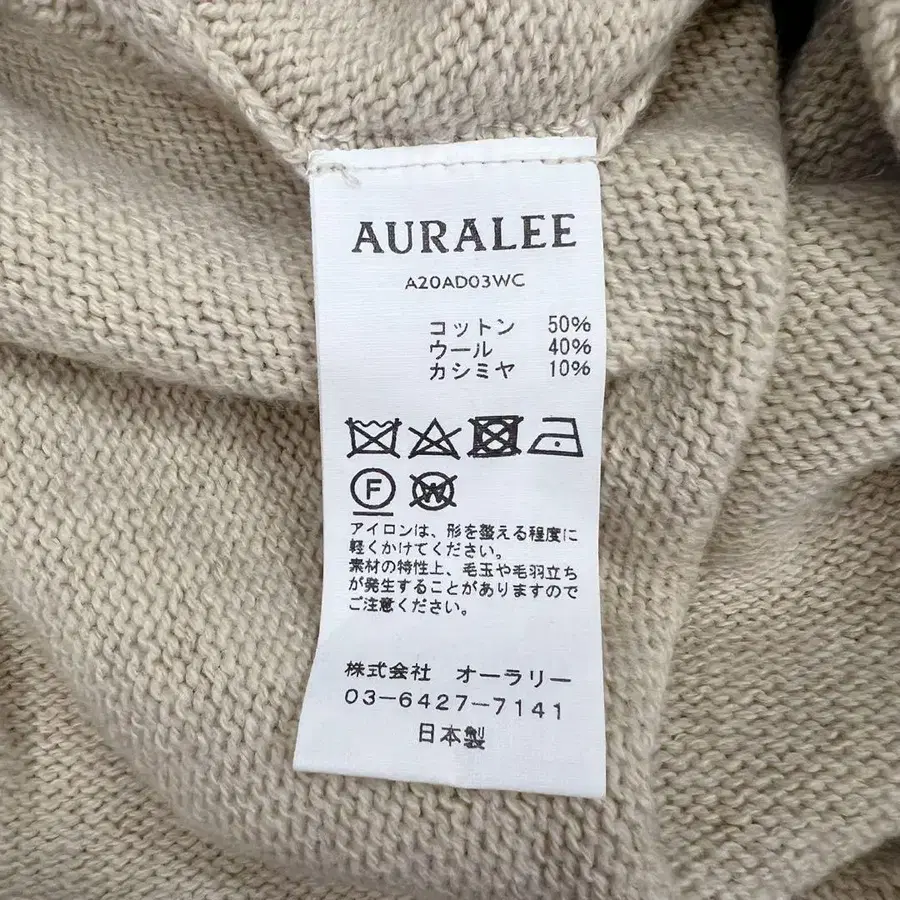 AURALEE
A20AD03WC
コットン 50%
ウール 40%
カシミヤ 10%
F W
アイロンは、形を整える程度に
軽くかけてください。
素材の特性上、毛玉や毛羽立ち
が発生することがありますので
ご注意ください。
株式会社 オーラリー
03-6427-7141
日本製